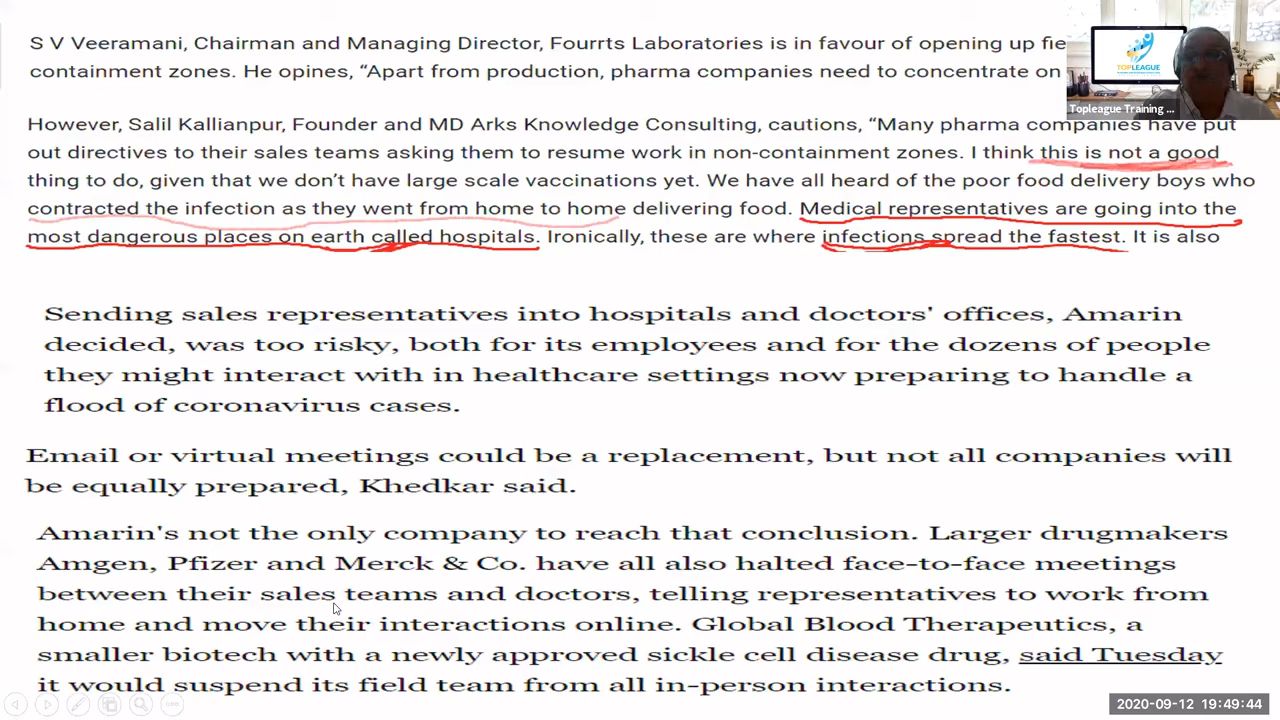 S V Veeramani, Chairman and Managing Director, Fourrts Laboratories is in favour of opening up fie
containment zones. He opines, “Apart from production, pharma companies need to concentrate on
TOPLEAGUE
Topleague Training ...
However, Salil Kallianpur, Founder and MD Arks Knowledge Consulting, cautions, “Many pharma companies have put
out directives to their sales teams asking them to resume work in non-containment zones. I think this is not a good
thing to do, given that we don’t have large scale vaccinations yet. We have all heard of the poor food delivery boys who
contracted the infection as they went from home to home delivering food. Medical representatives are going into the
most dangerous places on earth called hospitals. Ironically, these are where infections spread the fastest. It is also
Sending sales representatives into hospitals and doctors' offices, Amarin
decided, was too risky, both for its employees and for the dozens of people
they might interact with in healthcare settings now preparing to handle a
flood of coronavirus cases.
Email or virtual meetings could be a replacement, but not all companies will
be equally prepared, Khedkar said.
Amarin's not the only company to reach that conclusion. Larger drugmakers
Amgen, Pfizer and Merck & Co. have all also halted face-to-face meetings
between their sales teams and doctors, telling representatives to work from
home and move their interactions online. Global Blood Therapeutics, a
smaller biotech with a newly approved sickle cell disease drug, said Tuesday
it would suspend its field team from all in-person interactions.
2020-09-12 19:49:44